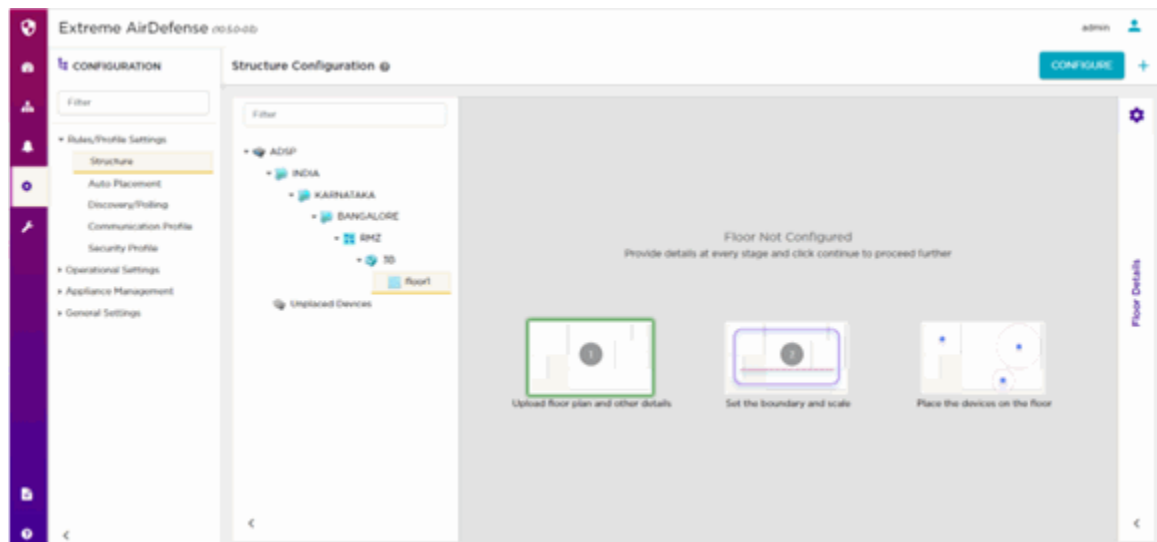 Extreme AirDefense
admin
CONFIGURATION
Structure Configuration
CONFIGURE
Filter
Filter
Rules/Profile Settings
Structure
Auto Placement
Discovery/Polling
Communication Profile
Security Profile
Operational Settings
Appliance Management
General Settings
ADSP
INDIA
KARNATAKA
BANGALORE
RMZ
3B
floor1
Unplaced Devices
Floor Not Configured
Provide details at every stage and click continue to proceed further
1
2
Upload floor plan and other details
Set the boundary and scale
Place the devices on the floor
Floor Details